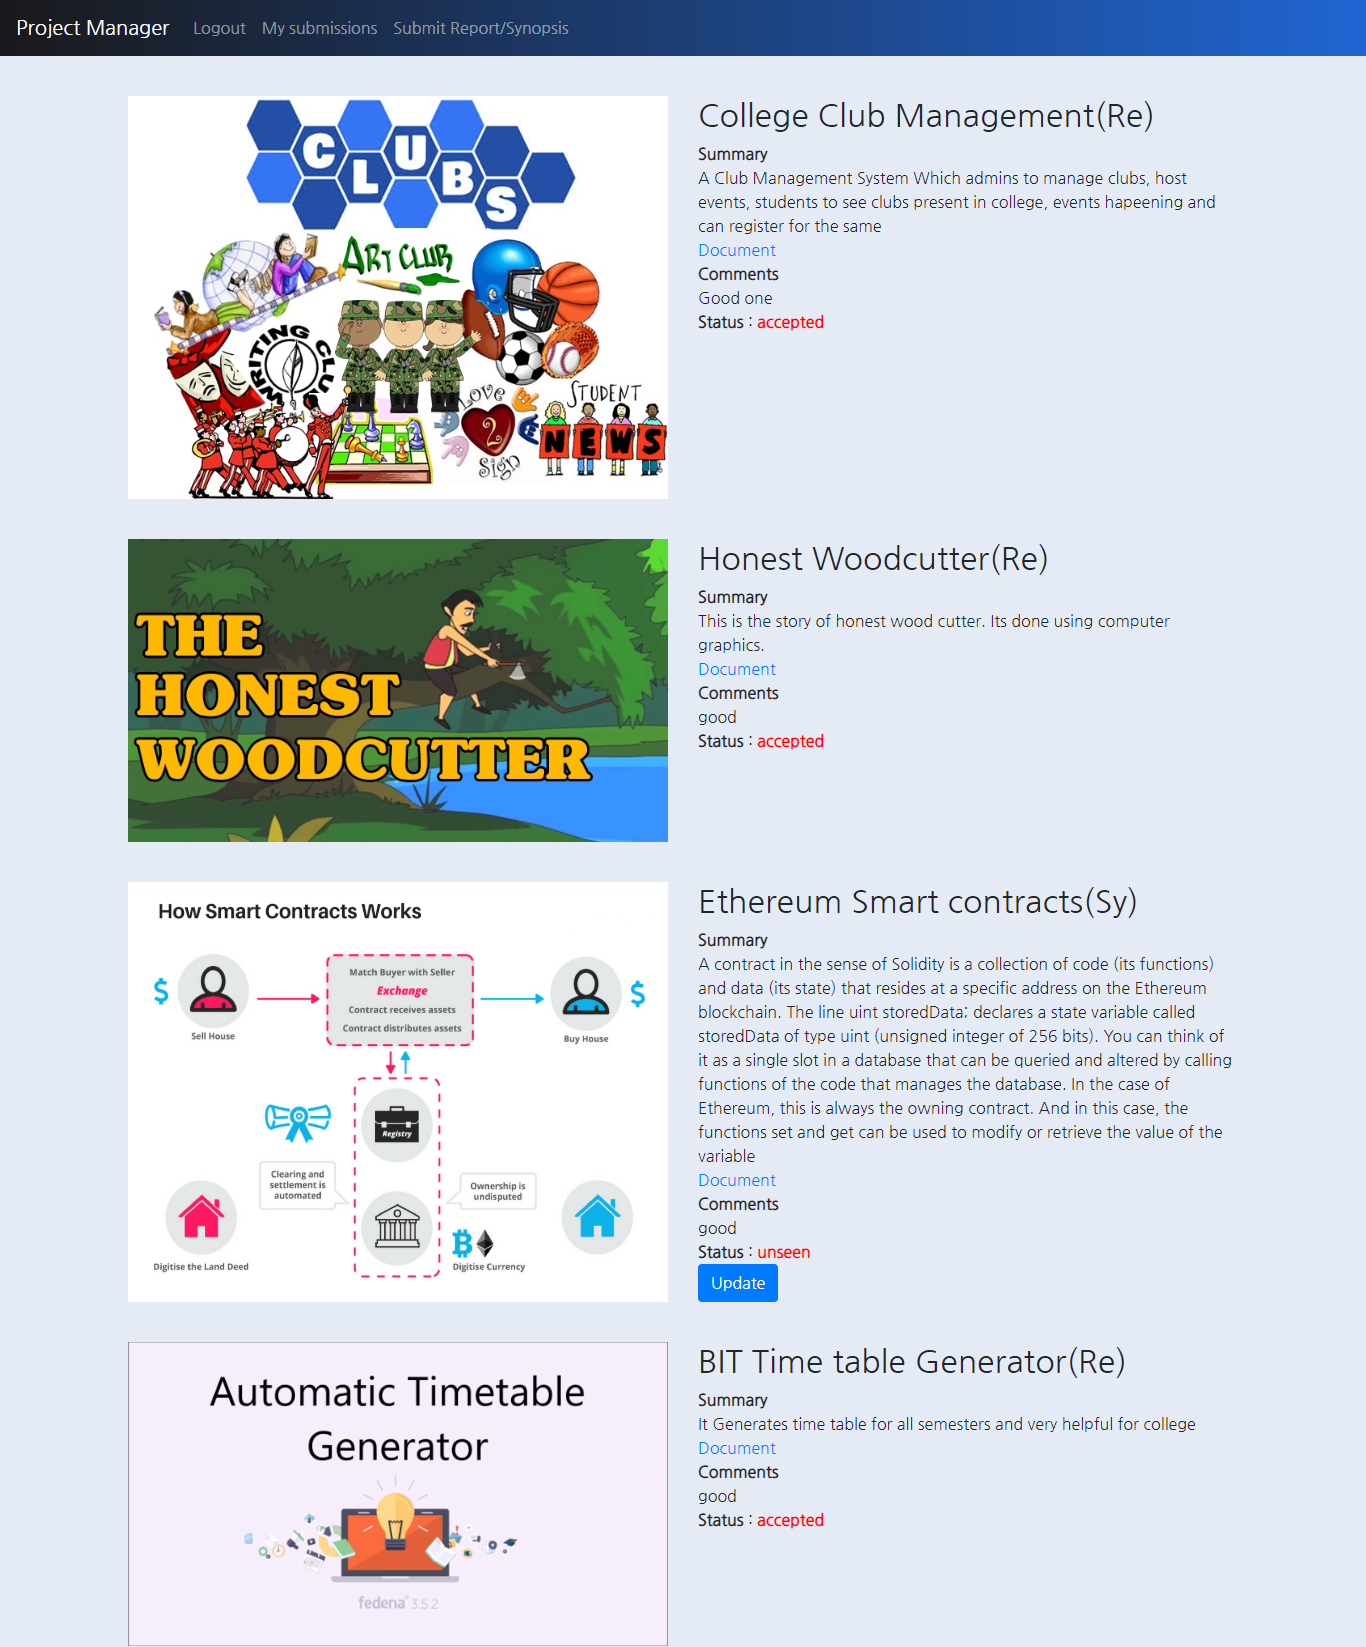 Project Manager Logout My submissions Submit Report/Synopsis
CLUBS
ART CLUB
WRITING CLU
LOVE
2
Sign
STUDENT
NEWS
College Club Management(Re)
Summary
A Club Management System Which admins to manage clubs, host
events, students to see clubs present in college, events hapeening and
can register for the same
Document
Comments
Good one
Status : accepted
THE
HONEST
WOODCUTTER
Honest Woodcutter(Re)
Summary
This is the story of honest wood cutter. Its done using computer
graphics.
Document
Comments
good
Status : accepted
How Smart Contracts Works
Match Buyer with Seller
Exchange
Contract receives assets
Contract distributes assets
$
Sell House
Buy House
$
Registry
Clearing and
settlement is
automated
Ownership is
undisputed
Digitise the Land Deed
Digitise Currency
Ethereum Smart contracts(Sy)
Summary
A contract in the sense of Solidity is a collection of code (its functions)
and data (its state) that resides at a specific address on the Ethereum
blockchain. The line uint storedData; declares a state variable called
storedData of type uint (unsigned integer of 256 bits). You can think of
it as a single slot in a database that can be queried and altered by calling
functions of the code that manages the database. In the case of
Ethereum, this is always the owning contract. And in this case, the
functions set and get can be used to modify or retrieve the value of the
variable
Document
Comments
good
Status : unseen
Update
Automatic Timetable
Generator
fedena® 3.5.2
BIT Time table Generator(Re)
Summary
It Generates time table for all semesters and very helpful for college
Document
Comments
good
Status : accepted